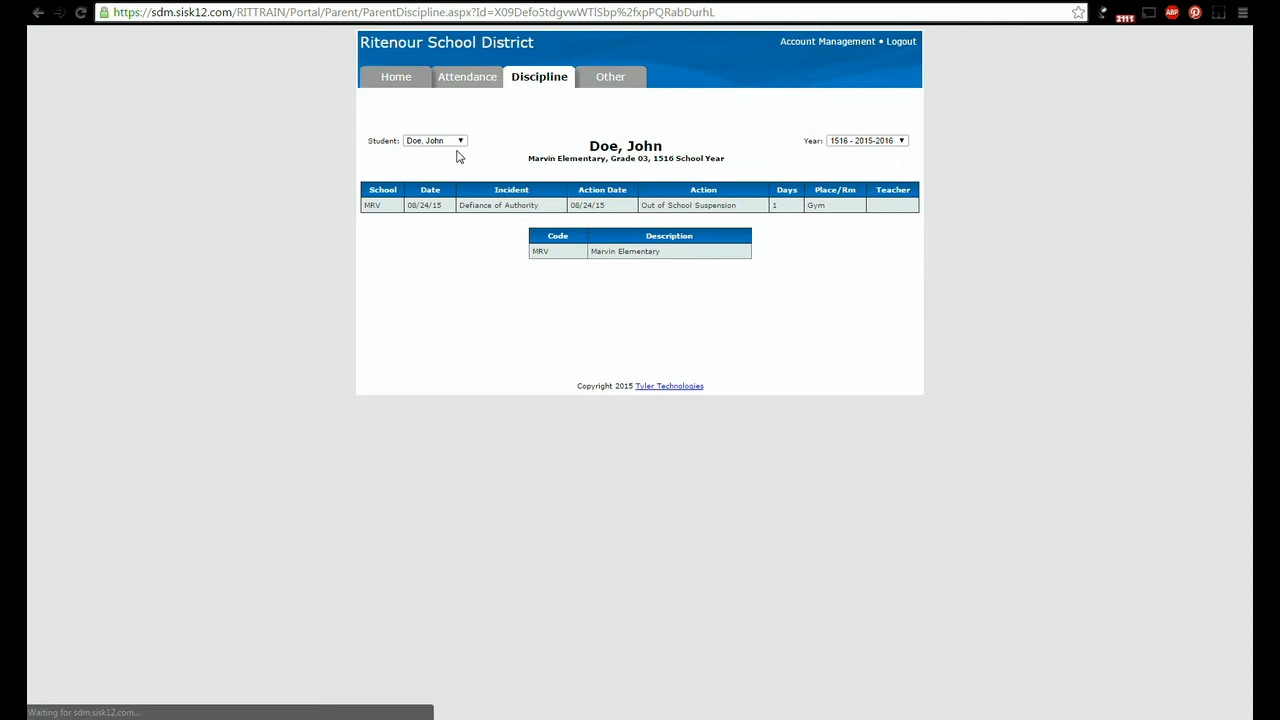 https://sdm.sisk12.com/RITTRAIN/Portal/Parent/ParentDiscipline.aspx?Id=X09Defo5tdgvwWTlSbp%2fxpPQRabDurhL
2111
ABP
Ritenour School District
Account Management • Logout
Home Attendance Discipline Other
Student: Doe, John
Doe, John
Year: 1516 - 2015-2016
Marvin Elementary, Grade 03, 1516 School Year
School Date Incident Action Date Action Days Place/Rm Teacher
MRV 08/24/15 Defiance of Authority 08/24/15 Out of School Suspension 1 Gym
Code Description
MRV Marvin Elementary
Copyright 2015 Tyler Technologies
Waiting for sdm.sisk12.com...